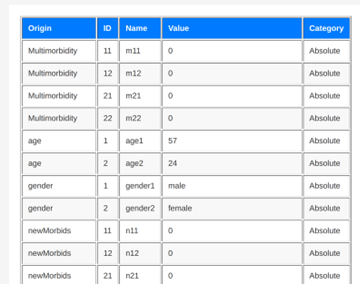 Origin ID Name Value Category
Multimorbidity 11 m11 0 Absolute
Multimorbidity 12 m12 0 Absolute
Multimorbidity 21 m21 0 Absolute
Multimorbidity 22 m22 0 Absolute
age 1 age1 57 Absolute
age 2 age2 24 Absolute
gender 1 gender1 male Absolute
gender 2 gender2 female Absolute
newMorbids 11 n11 0 Absolute
newMorbids 12 n12 0 Absolute
newMorbids 21 n21 0 Absolute